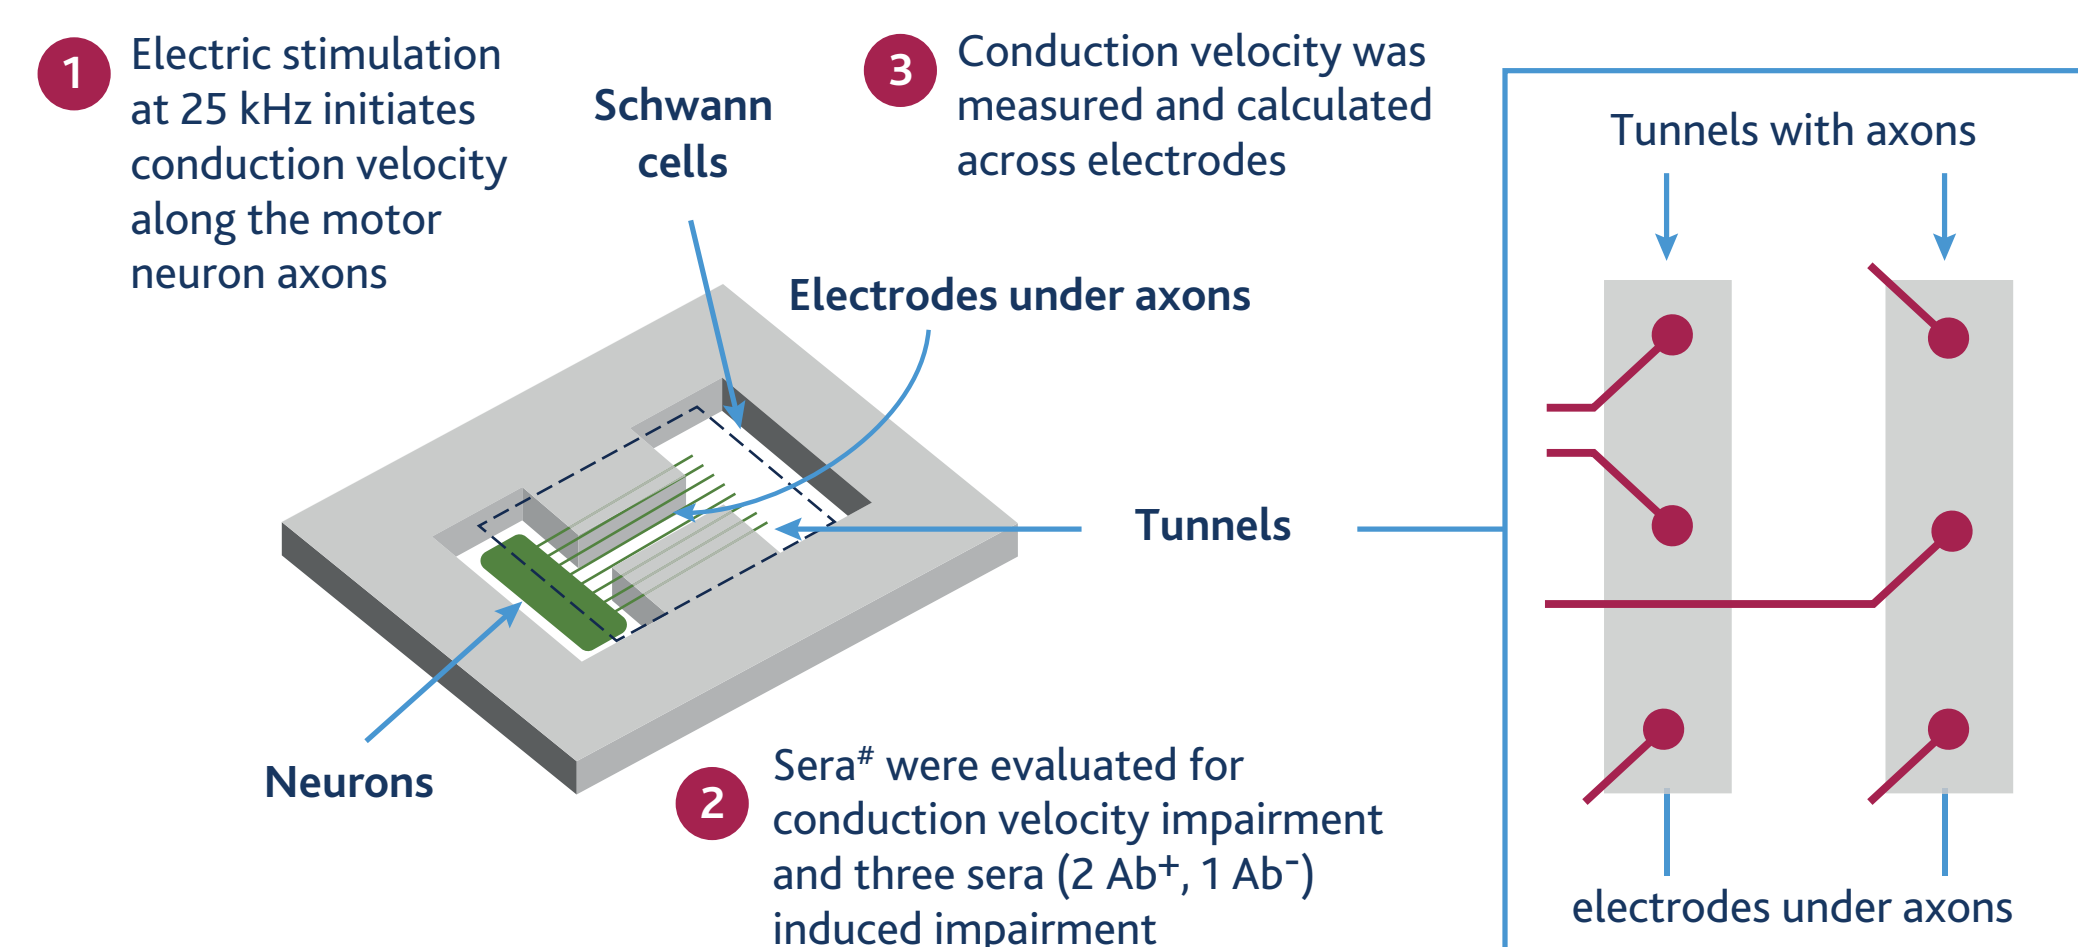 1
Electric stimulation
at 25 kHz initiates
conduction velocity
along the motor
neuron axons
Schwann
cells
3
Conduction velocity was
measured and calculated
across electrodes
Electrodes under axons
Tunnels
Neurons
2
Sera# were evaluated for
conduction velocity impairment
and three sera (2 Ab⁺, 1 Ab⁻)
induced impairment
Tunnels with axons
electrodes under axons